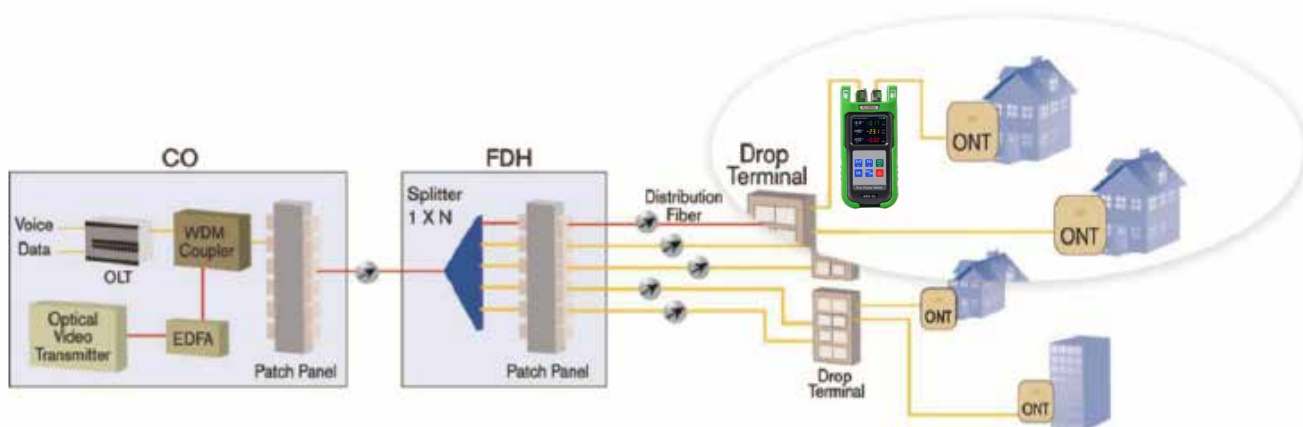 CO
Voice
Data
OLT
WDM
Coupler
Optical
Video
Transmitter
EDFA
Patch Panel
FDH
Splitter
1 X N
Patch Panel
Distribution
Fiber
Drop
Terminal
Drop
Terminal
ONT
ONT
ONT
ONT